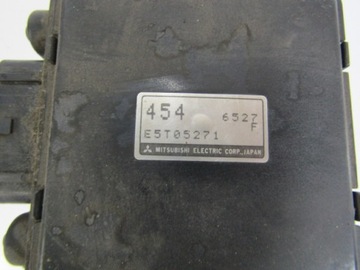 454 6527
E5T05271 F
MITSUBISHI ELECTRIC CORP. JAPAN